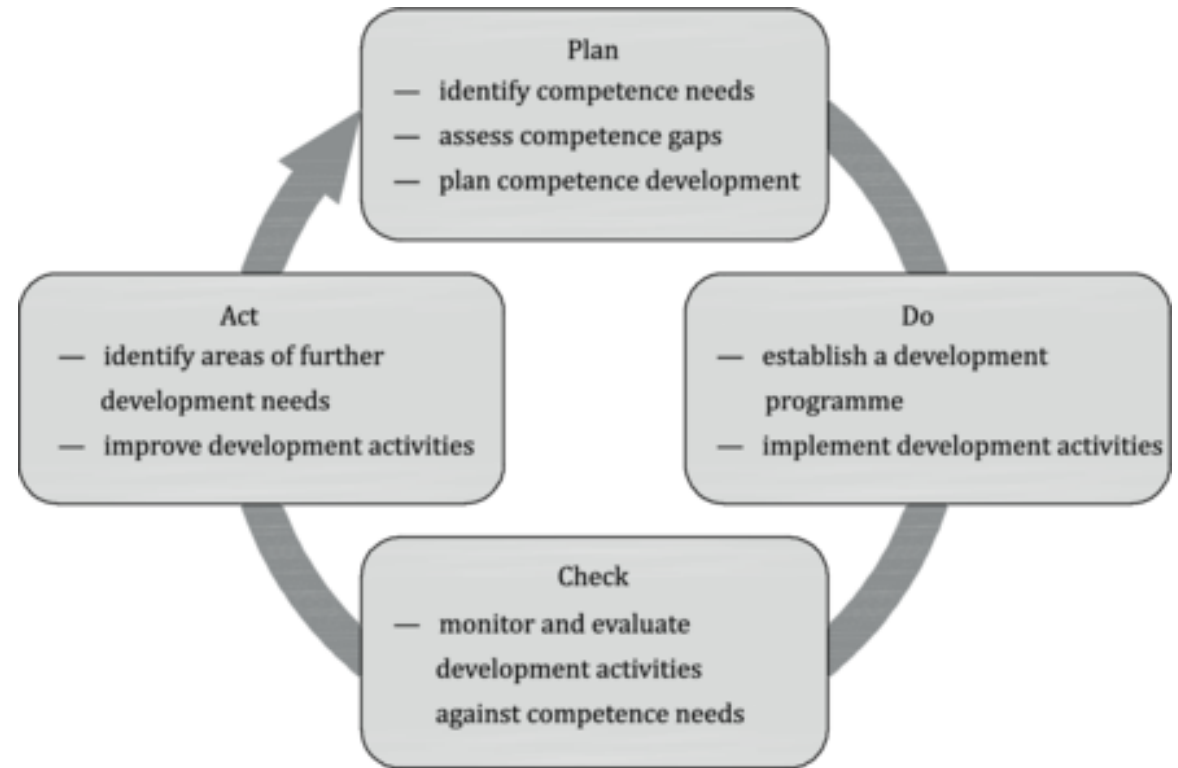 Plan
— identify competence needs
— assess competence gaps
— plan competence development
Act
— identify areas of further
development needs
— improve development activities
Do
— establish a development
programme
— implement development activities
Check
— monitor and evaluate
development activities
against competence needs